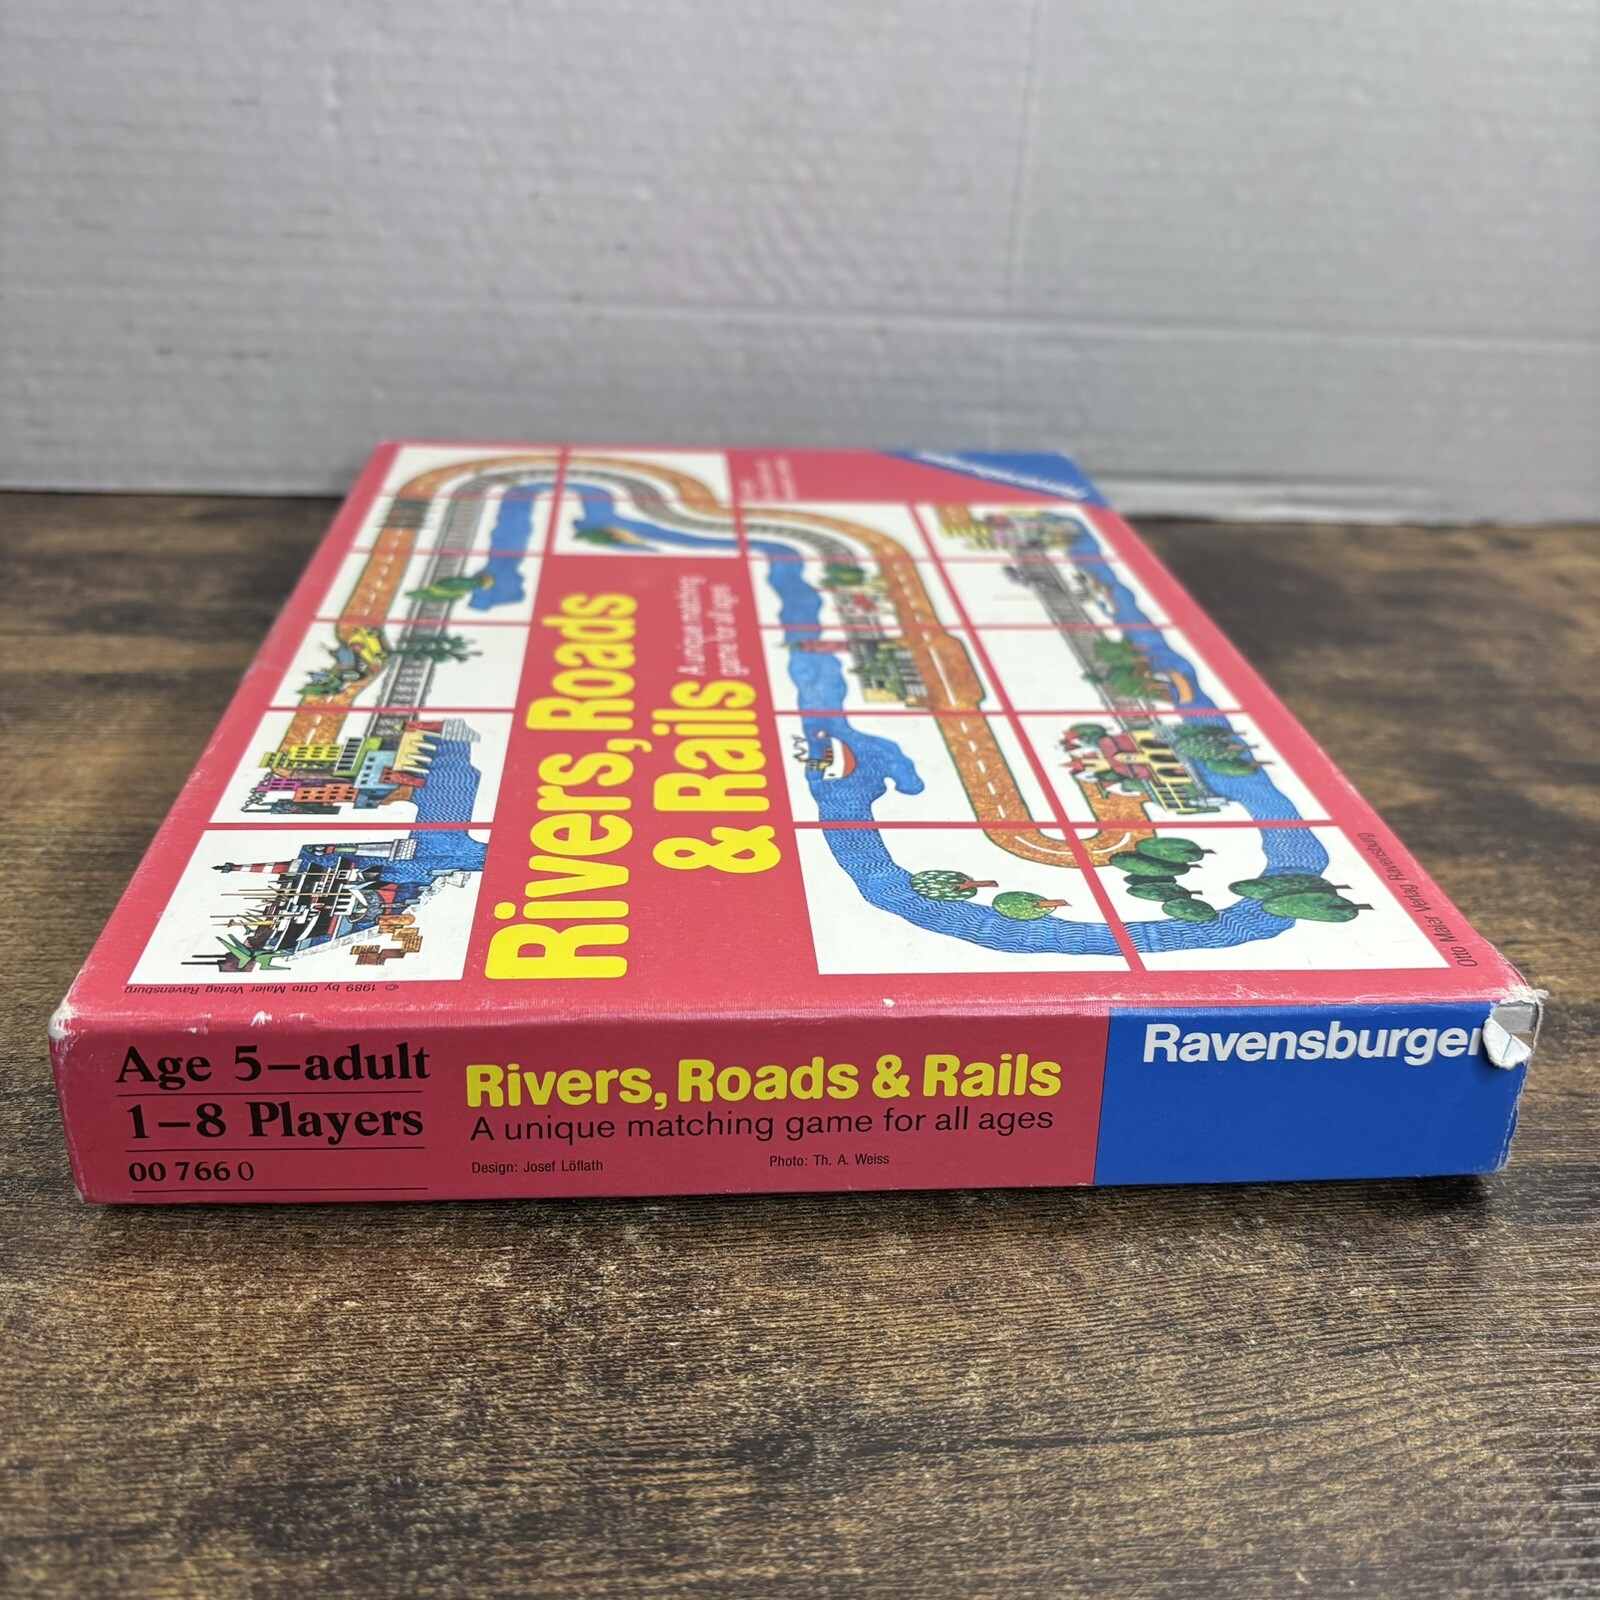 Rivers, Roads
& Rails
A unique matching
game for all ages
© 1989 by Otto Maier Verlag Ravensburg
Otto Maier Verlag Ravensburg
Age 5–adult
1–8 Players
00 766 0
Rivers, Roads & Rails
A unique matching game for all ages
Design: Josef Löflath
Photo: Th. A. Weiss
Ravensburger